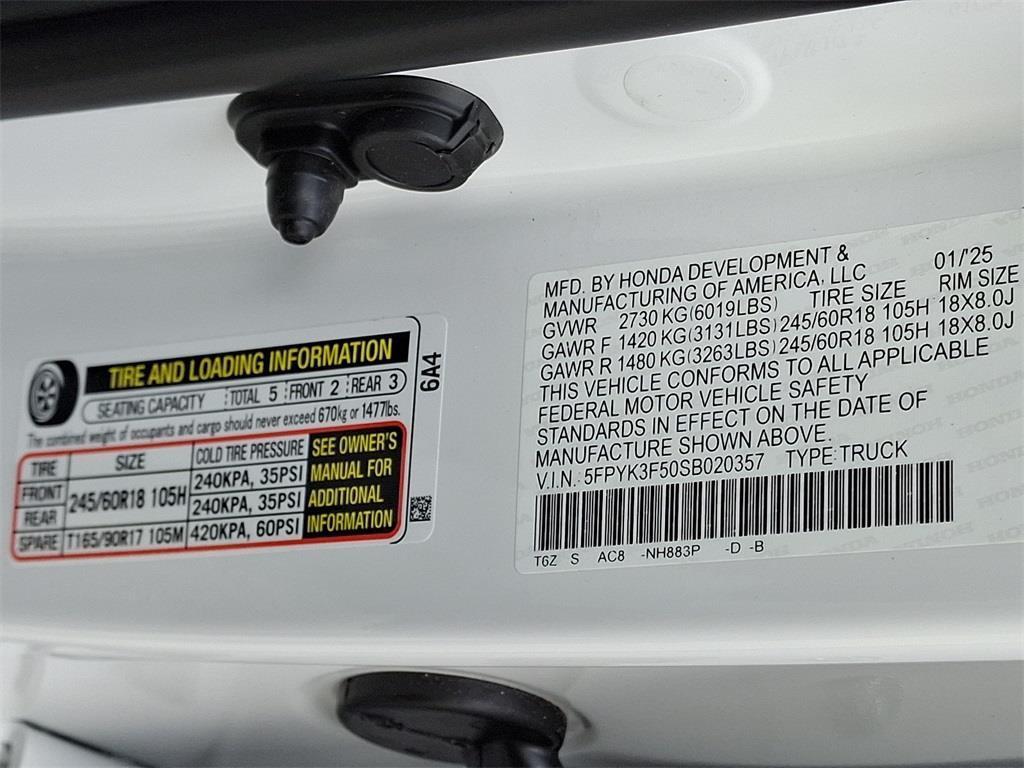 TIRE AND LOADING INFORMATION
SEATING CAPACITY TOTAL 5 FRONT 2 REAR 3
The combined weight of occupants and cargo should never exceed 670kg or 1477lbs.
TIRE SIZE COLD TIRE PRESSURE SEE OWNER'S MANUAL FOR ADDITIONAL INFORMATION
FRONT 245/60R18 105H 240KPA, 35PSI
REAR 240KPA, 35PSI
SPARE T165/90R17 105M 420KPA, 60PSI
6A4
MFD. BY HONDA DEVELOPMENT & 01/'25
MANUFACTURING OF AMERICA, LLC
GVWR 2730 KG(6019LBS) TIRE SIZE RIM SIZE
GAWR F 1420 KG(3131LBS) 245/60R18 105H 18X8.0J
GAWR R 1480 KG(3263LBS) 245/60R18 105H 18X8.0J
THIS VEHICLE CONFORMS TO ALL APPLICABLE
FEDERAL MOTOR VEHICLE SAFETY
STANDARDS IN EFFECT ON THE DATE OF
MANUFACTURE SHOWN ABOVE.
V.I.N.: 5FPYK3F50SB020357 TYPE:TRUCK
T6Z S AC8 -NH883P -D -B
HONDA